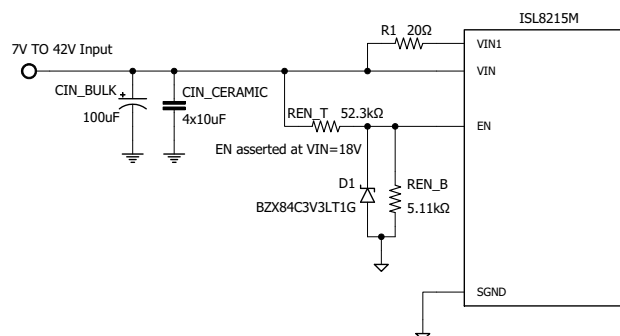 ISL8215M
R1 20Ω
7V TO 42V Input
VIN1
VIN
CIN_BULK
+
CIN_CERAMIC
100uF
4x10uF
REN_T 52.3kΩ
EN
EN asserted at VIN=18V
D1
REN_B
BZX84C3V3LT1G
5.11kΩ
SGND